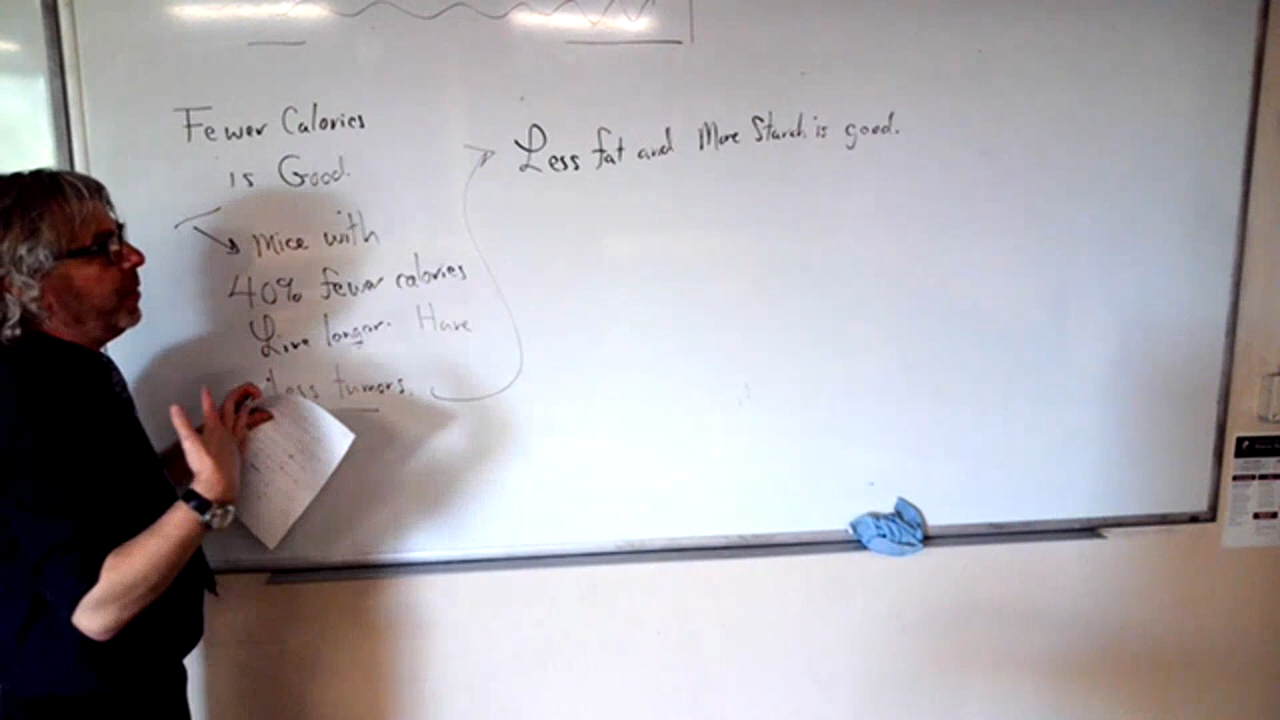 Fewer Calories
is Good.
mice with
40% fewer calories
Live longer. Have
less tumors.
Less fat and More Starch is good.